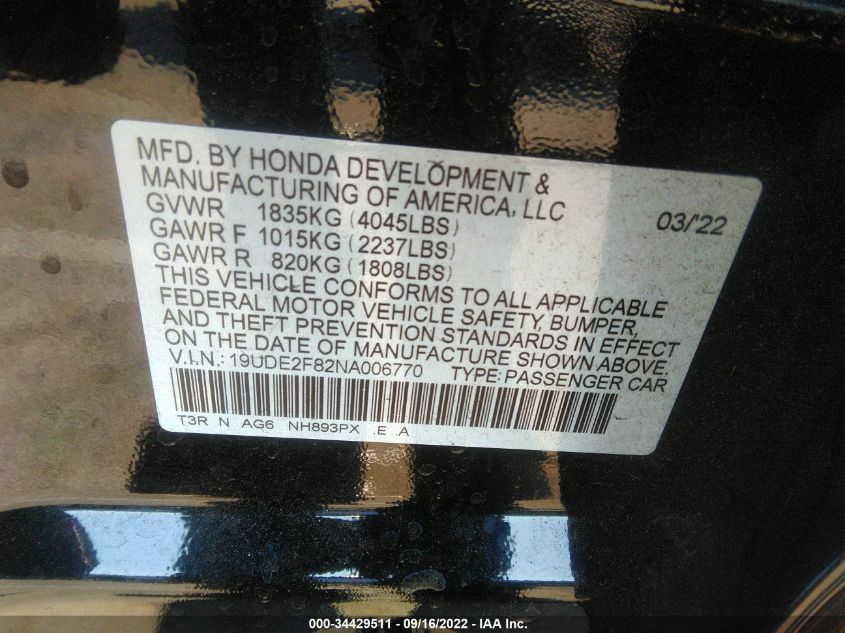 MFD. BY HONDA DEVELOPMENT &
MANUFACTURING OF AMERICA, LLC
03/22
GVWR 1835KG (4045LBS)
GAWR F 1015KG (2237LBS)
GAWR R 820KG (1808LBS)
THIS VEHICLE CONFORMS TO ALL APPLICABLE
FEDERAL MOTOR VEHICLE SAFETY, BUMPER,
AND THEFT PREVENTION STANDARDS IN EFFECT
ON THE DATE OF MANUFACTURE SHOWN ABOVE.
V.I.N.: 19UDE2F82NA006770 TYPE: PASSENGER CAR
T3R N AG6 NH893PX .E .A
000-34429511 - 09/16/2022 - IAA Inc.